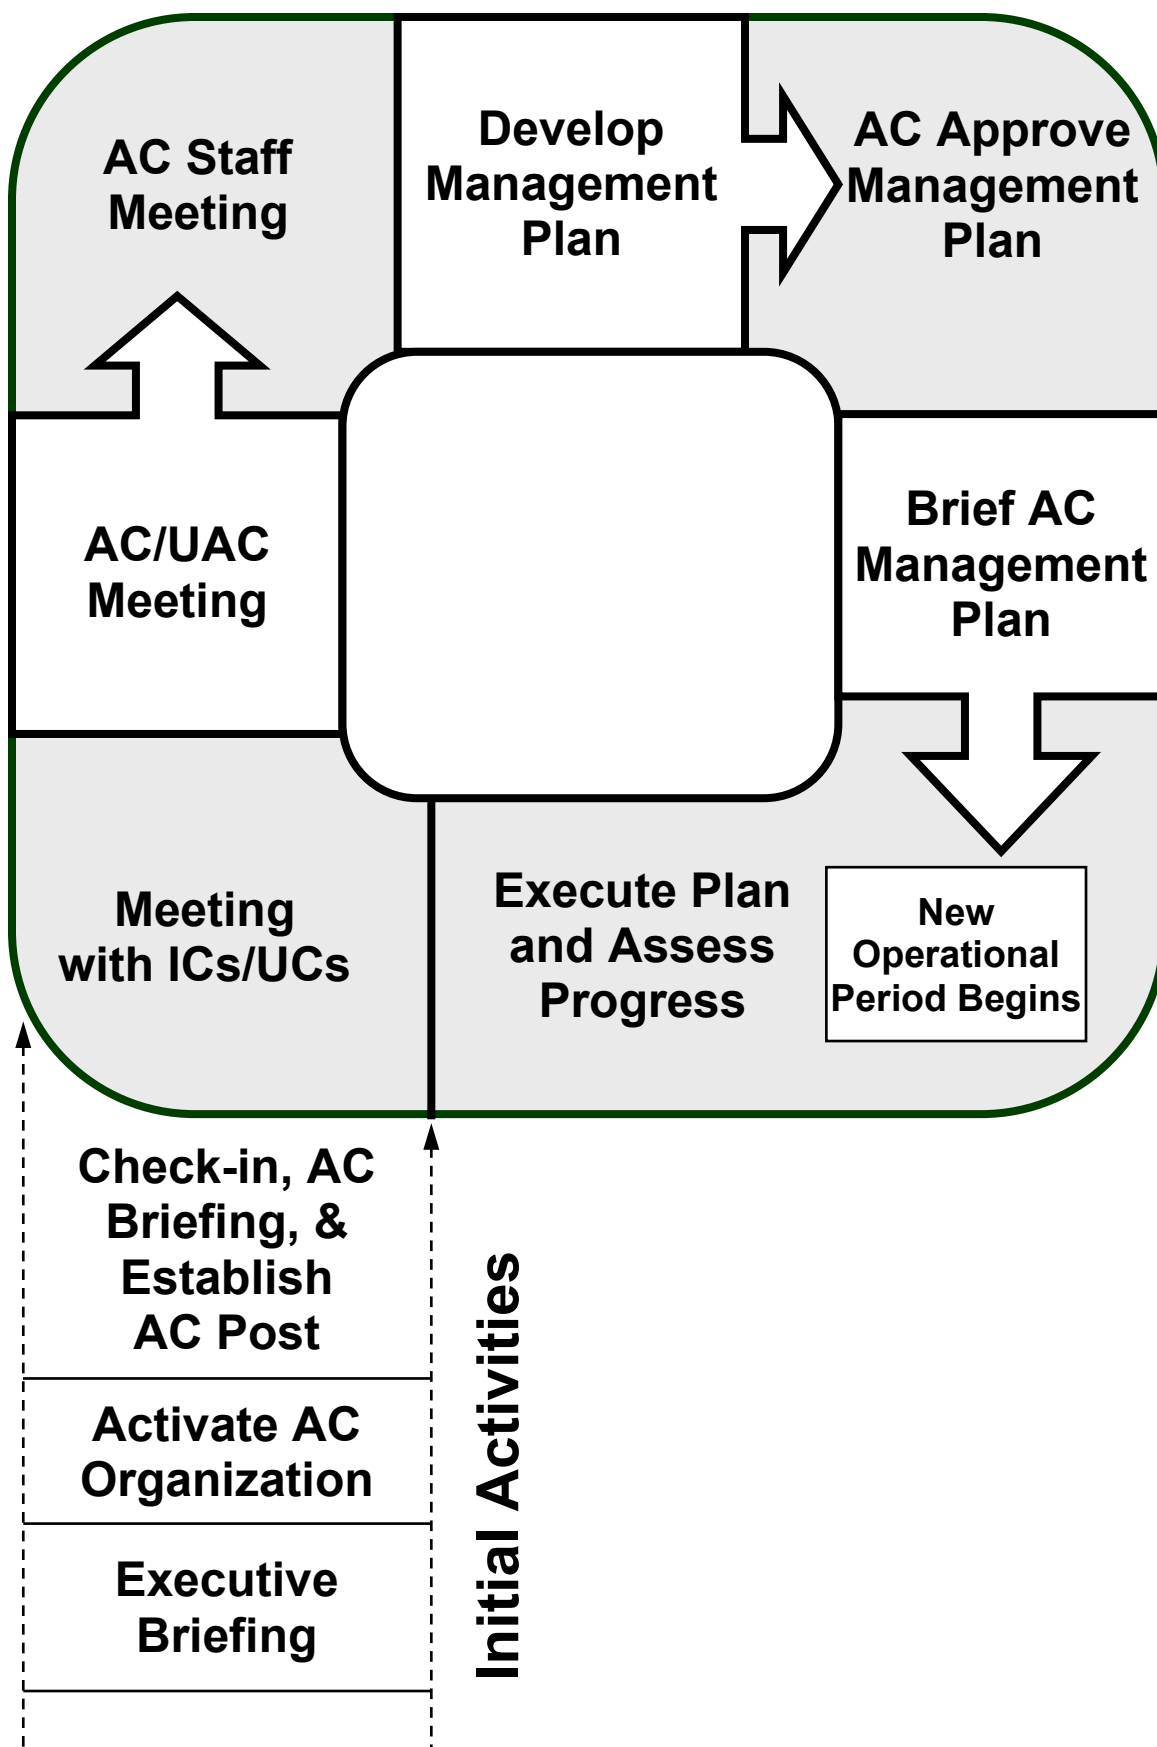 AC Staff
Meeting
Develop
Management
Plan
AC Approve
Management
Plan
AC/UAC
Meeting
Brief AC
Management
Plan
Meeting
with ICs/UCs
Execute Plan
and Assess
Progress
New
Operational
Period Begins
Check-in, AC
Briefing, &
Establish
AC Post
Activate AC
Organization
Executive
Briefing
Initial Activities